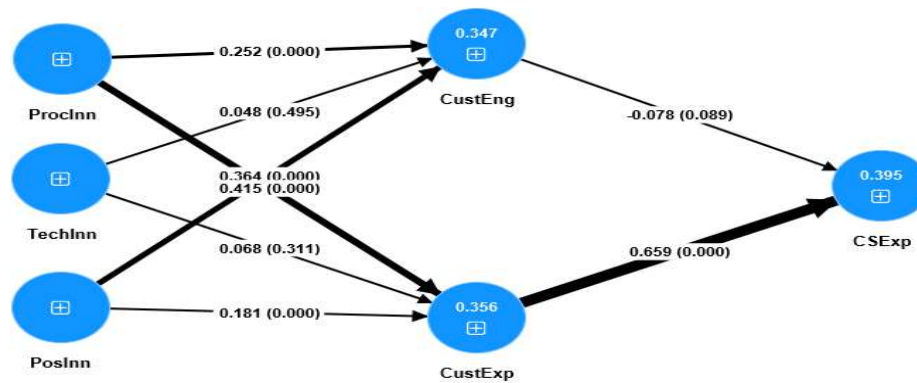 0.347
0.252 (0.000)
ProcInn
CustEng
0.048 (0.495)
-0.078 (0.089)
0.364 (0.000)
0.415 (0.000)
0.395
TechInn
CSExp
0.068 (0.311)
0.659 (0.000)
0.181 (0.000)
0.356
PosInn
CustExp